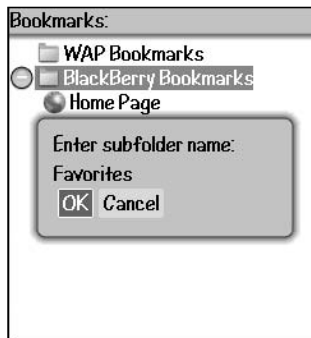 Bookmarks:
WAP Bookmarks
BlackBerry Bookmarks
Home Page
Enter subfolder name:
Favorites
OK Cancel